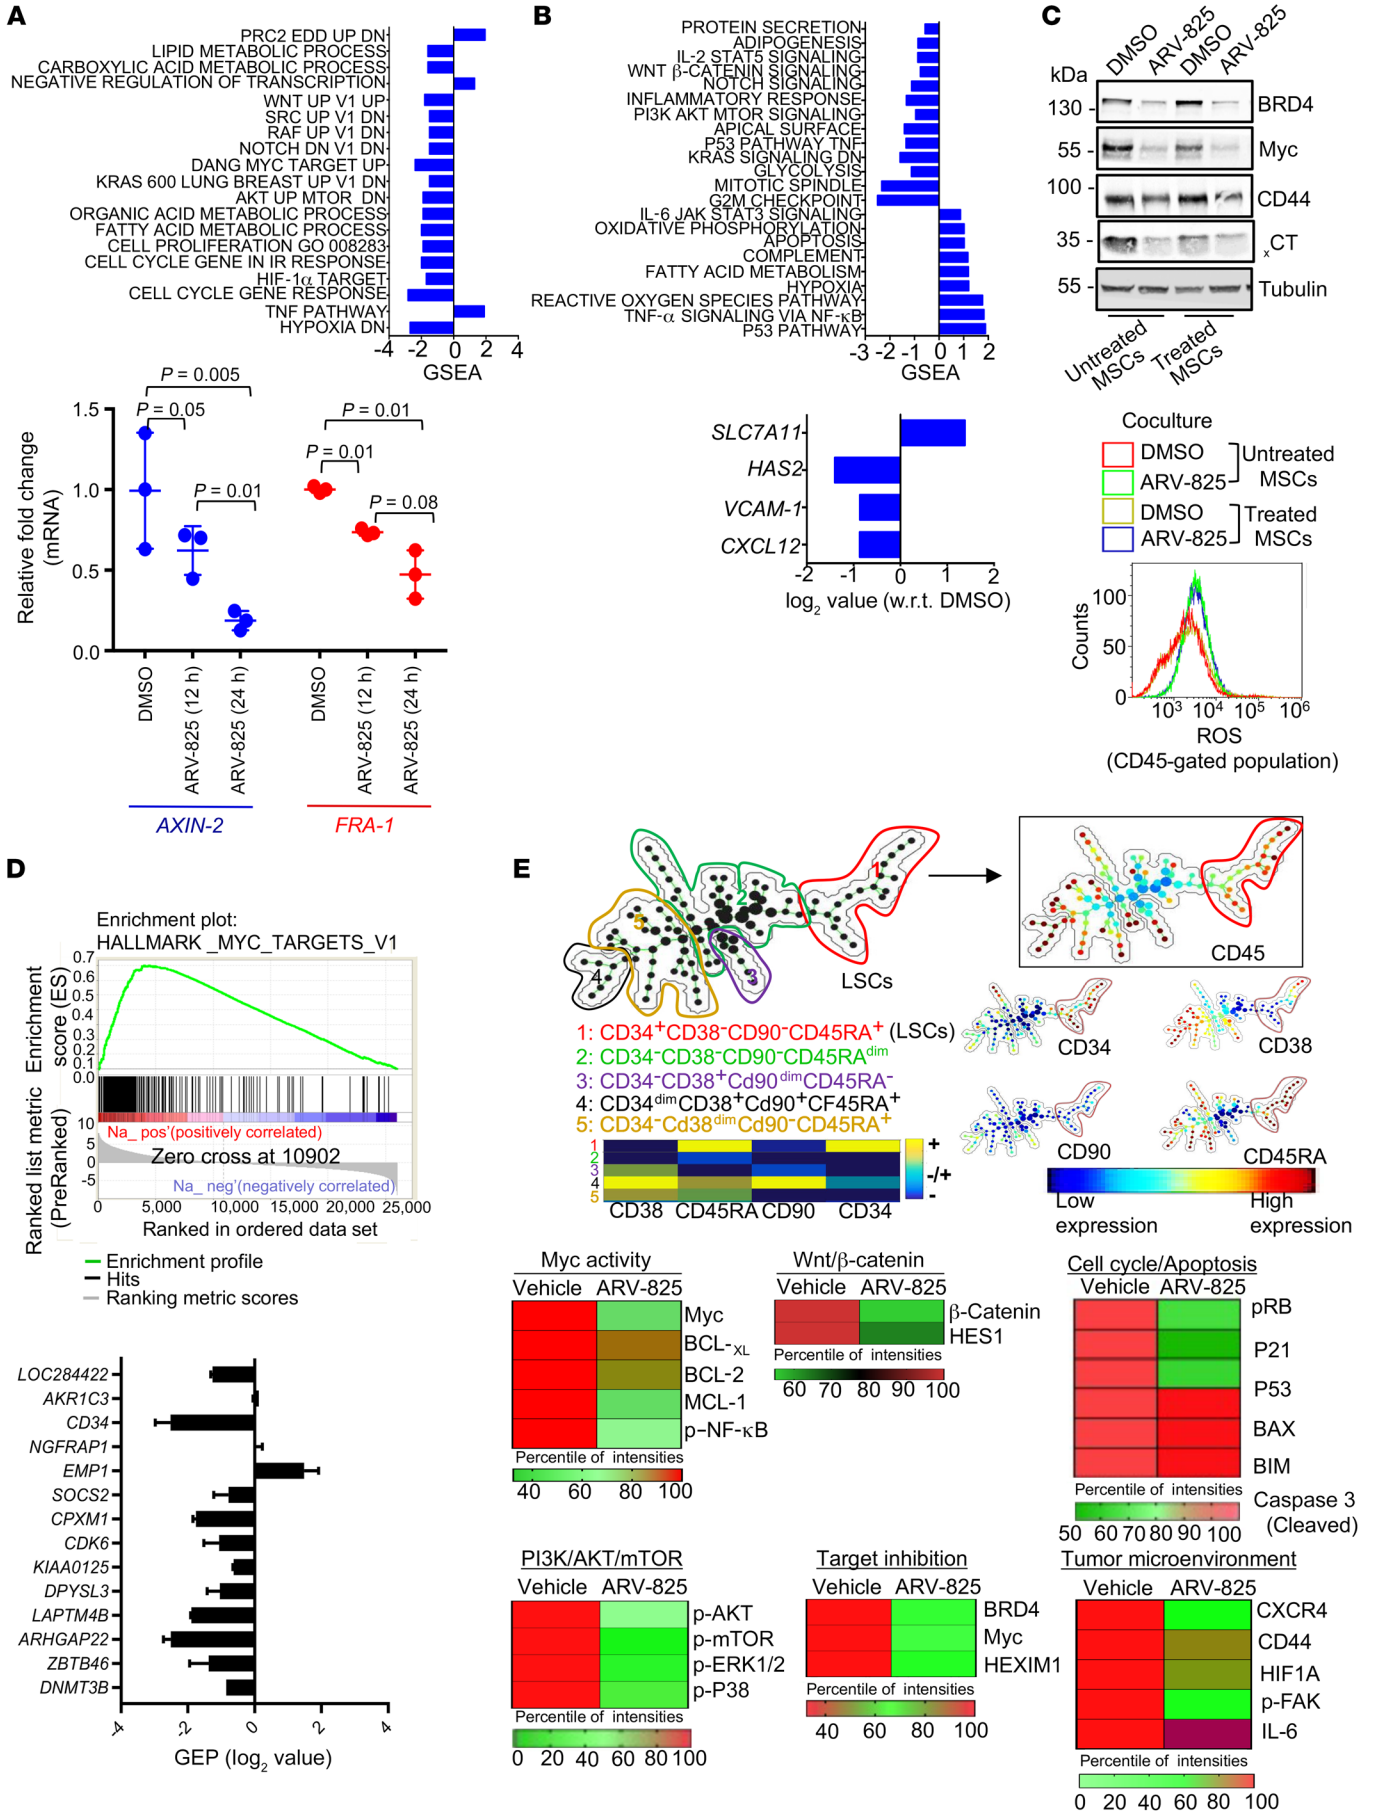 A
PRC2 EDD UP DN
LIPID METABOLIC PROCESS
CARBOXYLIC ACID METABOLIC PROCESS
NEGATIVE REGULATION OF TRANSCRIPTION
WNT UP V1 UP
SRC UP V1 DN
RAF UP V1 DN
NOTCH DN V1 DN
DANG MYC TARGET UP
KRAS 600 LUNG BREAST UP V1 DN
AKT UP MTOR DN
ORGANIC ACID METABOLIC PROCESS
FATTY ACID METABOLIC PROCESS
CELL PROLIFERATION GO 008283
CELL CYCLE GENE IN IR RESPONSE
HIF-1α TARGET
CELL CYCLE GENE RESPONSE
TNF PATHWAY
HYPOXIA DN
-4 -2 0 2 4
GSEA
P = 0.005
P = 0.05
P = 0.01
P = 0.01
P = 0.01
P = 0.08
1.5
1.0
0.5
0.0
Relative fold change
(mRNA)
DMSO
ARV-825 (12 h)
ARV-825 (24 h)
DMSO
ARV-825 (12 h)
ARV-825 (24 h)
AXIN-2
FRA-1
B
PROTEIN SECRETION
ADIPOGENESIS
IL-2 STAT5 SIGNALING
WNT β-CATENIN SIGNALING
NOTCH SIGNALING
INFLAMMATORY RESPONSE
PI3K AKT MTOR SIGNALING
APICAL SURFACE
P53 PATHWAY TNF
KRAS SIGNALING DN
GLYCOLYSIS
MITOTIC SPINDLE
G2M CHECKPOINT
IL-6 JAK STAT3 SIGNALING
OXIDATIVE PHOSPHORYLATION
APOPTOSIS
COMPLEMENT
FATTY ACID METABOLISM
HYPOXIA
REACTIVE OXYGEN SPECIES PATHWAY
TNF-α SIGNALING VIA NF-κB
P53 PATHWAY
-3 -2 -1 0 1 2
GSEA
SLC7A11
HAS2
VCAM-1
CXCL12
-2 -1 0 1 2
log2 value (w.r.t. DMSO)
C
DMSO
ARV-825
DMSO
ARV-825
kDa
130
BRD4
55
Myc
100
CD44
35
xCT
55
Tubulin
Untreated
MSCs
Treated
MSCs
Coculture
DMSO
ARV-825
Untreated
MSCs
DMSO
ARV-825
Treated
MSCs
Counts
100
50
0
10³ 10⁴ 10⁵ 10⁶
ROS
(CD45-gated population)
D
Enrichment plot:
HALLMARK _MYC_TARGETS_V1
Enrichment
score (ES)
0.7
0.6
0.5
0.4
0.3
0.2
0.1
0.0
Ranked list metric
(PreRanked)
10
5
0
-5
Na_ pos'(positively correlated)
Zero cross at 10902
Na_ neg'(negatively correlated)
0 5,000 10,000 15,000 20,000 25,000
Ranked in ordered data set
Enrichment profile
Hits
Ranking metric scores
LOC284422
AKR1C3
CD34
NGFRAP1
EMP1
SOCS2
CPXM1
CDK6
KIAA0125
DPYSL3
LAPTM4B
ARHGAP22
ZBTB46
DNMT3B
-4 -2 0 2 4
GEP (log2 value)
E
1
2
3
4
5
LSCs
CD45
CD34
CD38
CD90
CD45RA
Low
expression
High
expression
1: CD34⁺CD38⁻CD90⁻CD45RA⁺ (LSCs)
2: CD34⁻CD38⁻CD90⁻CD45RAdim
3: CD34⁻CD38⁺Cd90dimCD45RA⁻
4: CD34dimCD38⁺Cd90⁺CF45RA⁺
5: CD34⁻Cd38dimCd90⁻CD45RA⁺
1
2
3
4
5
CD38 CD45RA CD90 CD34
+
-/+
-
Myc activity
Vehicle ARV-825
Myc
BCL-XL
BCL-2
MCL-1
p–NF-κB
Percentile of intensities
40 60 80 100
Wnt/β-catenin
Vehicle ARV-825
β-Catenin
HES1
Percentile of intensities
60 70 80 90 100
Cell cycle/Apoptosis
Vehicle ARV-825
pRB
P21
P53
BAX
BIM
Caspase 3
(Cleaved)
Percentile of intensities
50 60 70 80 90 100
PI3K/AKT/mTOR
Vehicle ARV-825
p-AKT
p-mTOR
p-ERK1/2
p-P38
Percentile of intensities
0 20 40 60 80 100
Target inhibition
Vehicle ARV-825
BRD4
Myc
HEXIM1
Percentile of intensities
40 60 80 100
Tumor microenvironment
Vehicle ARV-825
CXCR4
CD44
HIF1A
p-FAK
IL-6
Percentile of intensities
0 20 40 60 80 100